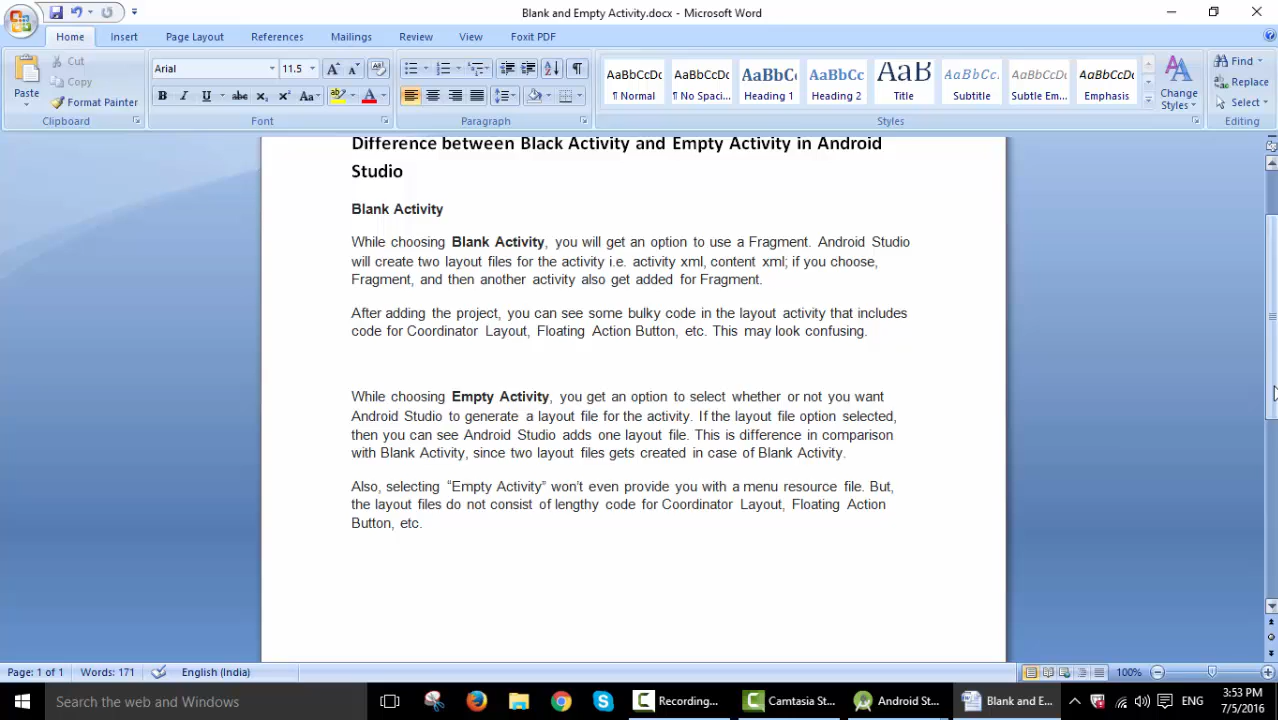 Blank and Empty Activity.docx - Microsoft Word
Home Insert Page Layout References Mailings Review View Foxit PDF
Paste Cut Copy Format Painter
Clipboard
Arial 11.5
Font
Paragraph
AaBbCcDc AaBbCcDc AaBbCc AaBbCc AaB AaBbCc. AaBbCcDc AaBbCcDc
¶ Normal ¶ No Spaci... Heading 1 Heading 2 Title Subtitle Subtle Em... Emphasis
Change Styles
Styles
Find
Replace
Select
Editing
Difference between Black Activity and Empty Activity in Android
Studio
Blank Activity
While choosing Blank Activity, you will get an option to use a Fragment. Android Studio
will create two layout files for the activity i.e. activity xml, content xml; if you choose,
Fragment, and then another activity also get added for Fragment.
After adding the project, you can see some bulky code in the layout activity that includes
code for Coordinator Layout, Floating Action Button, etc. This may look confusing.
While choosing Empty Activity, you get an option to select whether or not you want
Android Studio to generate a layout file for the activity. If the layout file option selected,
then you can see Android Studio adds one layout file. This is difference in comparison
with Blank Activity, since two layout files gets created in case of Blank Activity.
Also, selecting “Empty Activity” won’t even provide you with a menu resource file. But,
the layout files do not consist of lengthy code for Coordinator Layout, Floating Action
Button, etc.
Page: 1 of 1 Words: 171 English (India) 100%
Search the web and Windows Recording... Camtasia St... Android St... Blank and E... ENG 3:53 PM
7/5/2016